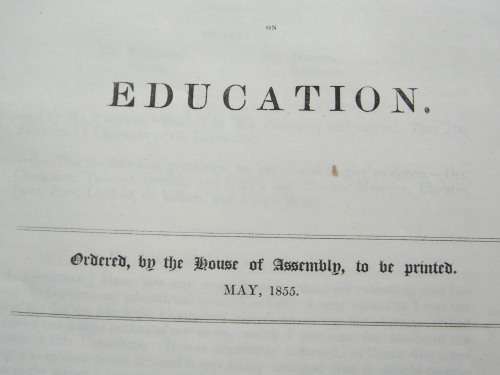 ON
EDUCATION.
Ordered, by the House of Assembly, to be printed.
MAY, 1855.